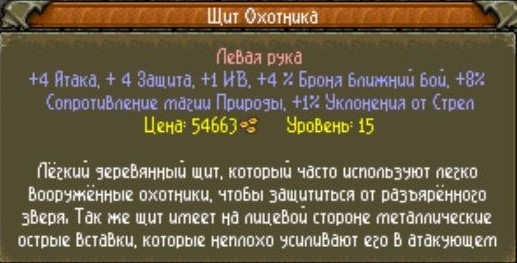 Щит Охотника
Левая рука
+4 Атака, + 4 Защита, +1 ИВ, +4 % Броня Ближний Бой, +8%
Сопротивление магии Природы, +1% Уклонения от Стрел
Цена: 54663 Уровень: 15
Лёгкий деревянный щит, который часто используют легко
вооружённые охотники, чтобы защититься от разъярённого
зверя. Так же щит имеет на лицевой стороне металлические
острые вставки, которые неплохо усиливают его в атакующем